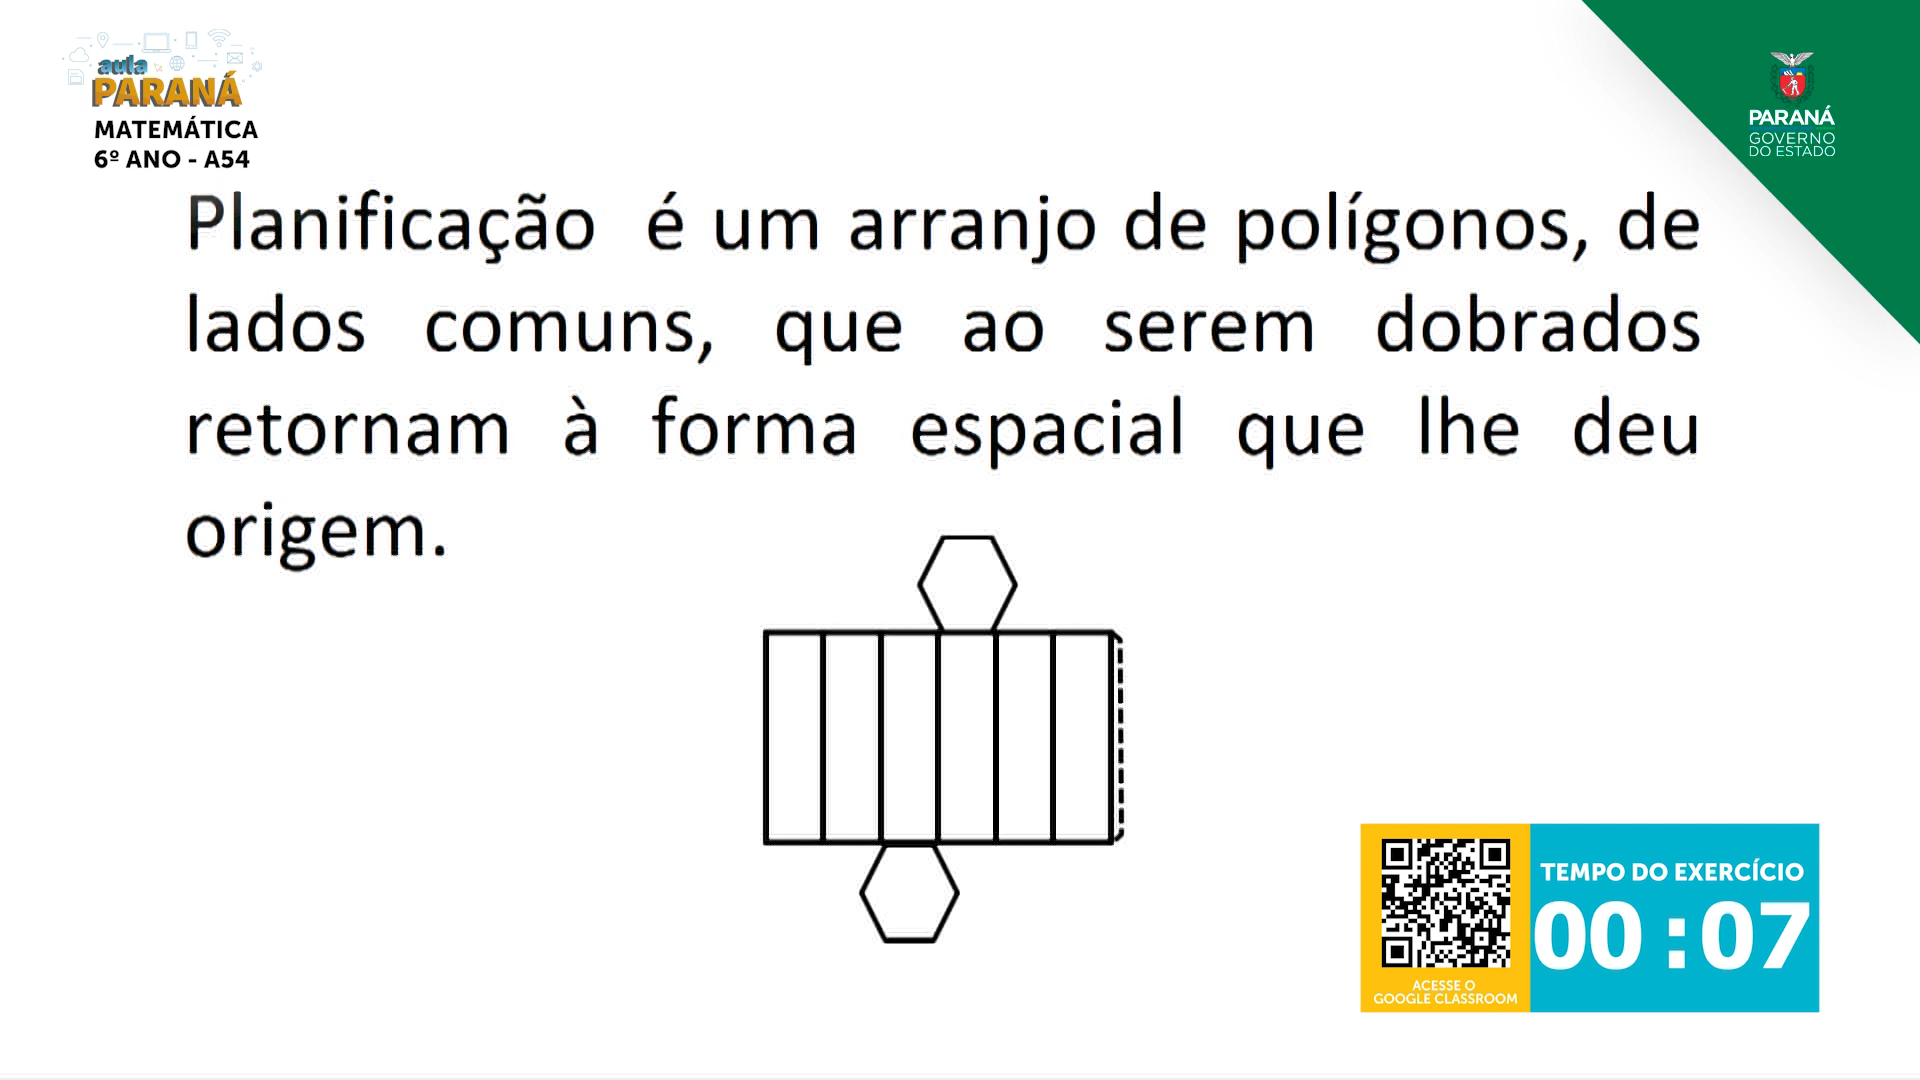 aula
PARANÁ
MATEMÁTICA
6º ANO - A54
PARANÁ
GOVERNO
DO ESTADO
Planificação é um arranjo de polígonos, de
lados comuns, que ao serem dobrados
retornam à forma espacial que lhe deu
origem.
TEMPO DO EXERCÍCIO
00 :07
ACESSE O
GOOGLE CLASSROOM